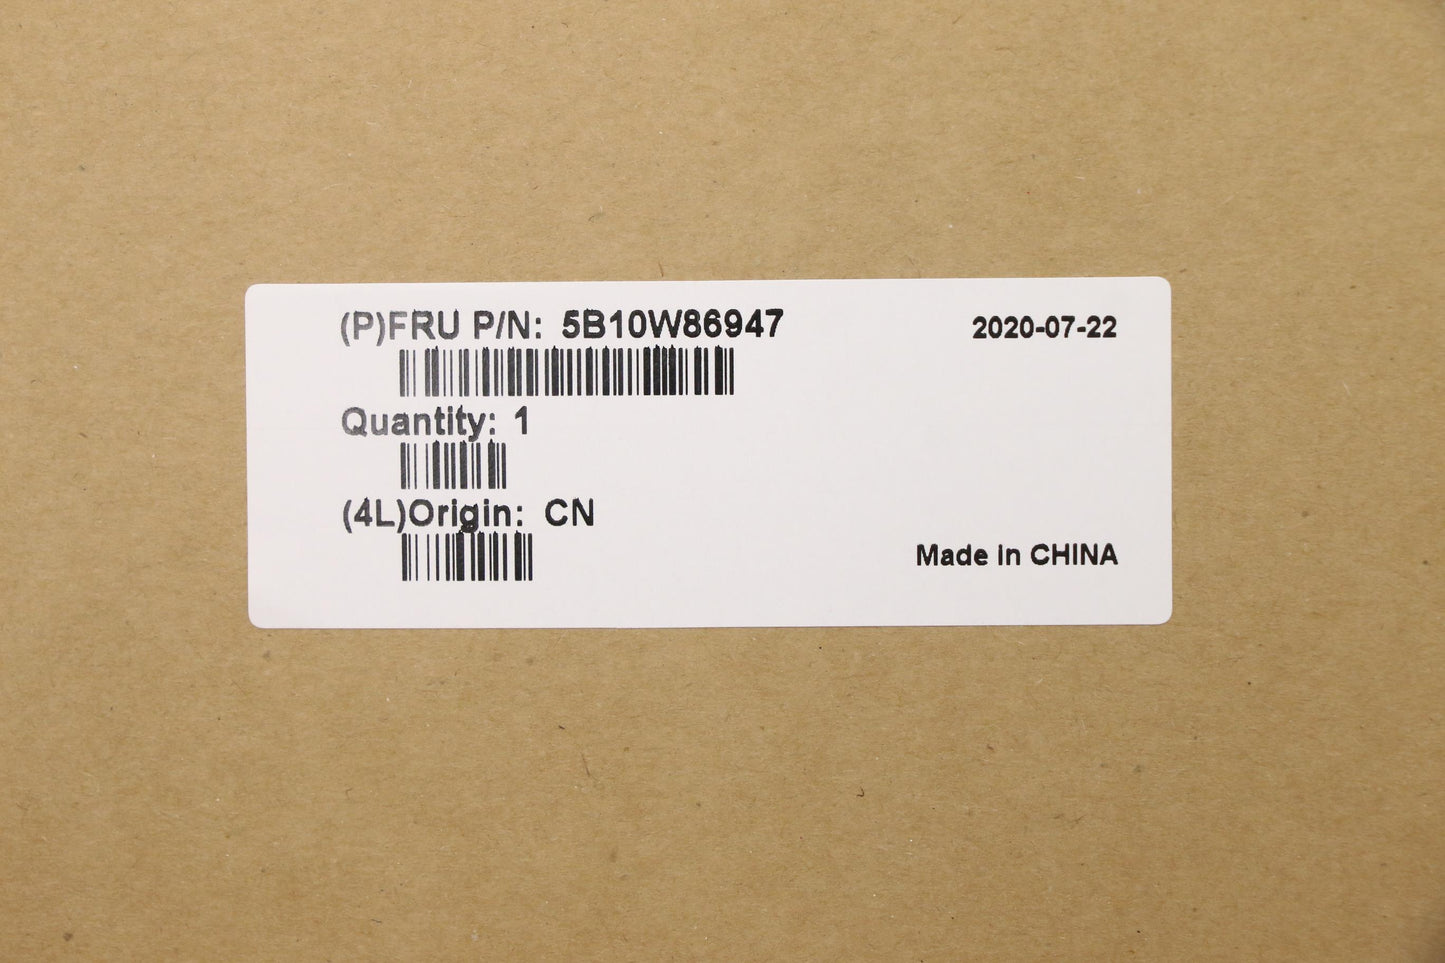 (P)FRU P/N: 5B10W86947
2020-07-22
Quantity: 1
(4L)Origin: CN
Made in CHINA